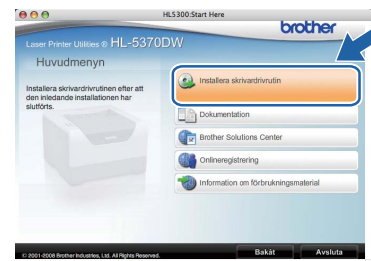 HL5300:Start Here
brother
Laser Printer Utilities HL-5370DW
Huvudmenyn
Installera skrivardrivrutinen efter att
den inledande installationen har
slutförts.
Installera skrivardrivrutin
Dokumentation
Brother Solutions Center
Onlineregistrering
Information om förbrukningsmaterial
© 2001-2008 Brother Industries, Ltd. All Rights Reserved.
Bakåt
Avsluta